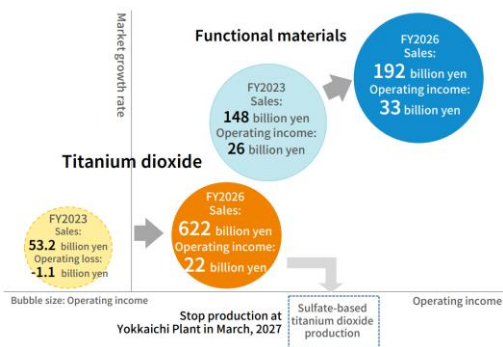 Market growth rate
Functional materials
FY2026
Sales:
192 billion yen
Operating income:
33 billion yen
FY2023
Sales:
148 billion yen
Operating income:
26 billion yen
Titanium dioxide
FY2026
Sales:
622 billion yen
Operating income:
22 billion yen
FY2023
Sales:
53.2 billion yen
Operating loss:
-1.1 billion yen
Bubble size: Operating income
Operating income
Stop production at
Yokkaichi Plant in March, 2027
Sulfate-based
titanium dioxide
production